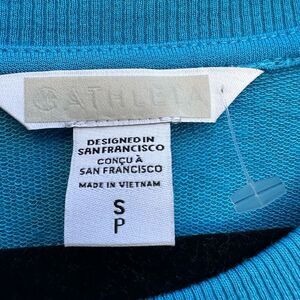 ATHLETA
DESIGNED IN
SAN FRANCISCO
CONÇU À
SAN FRANCISCO
MADE IN VIETNAM
S
P